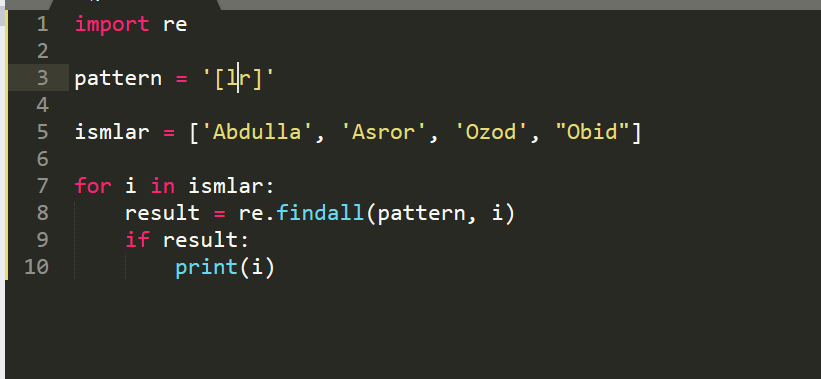 1 import re
2
3 pattern = '[lr]'
4
5 ismlar = ['Abdulla', 'Asror', 'Ozod', "Obid"]
6
7 for i in ismlar:
8     result = re.findall(pattern, i)
9     if result:
10         print(i)